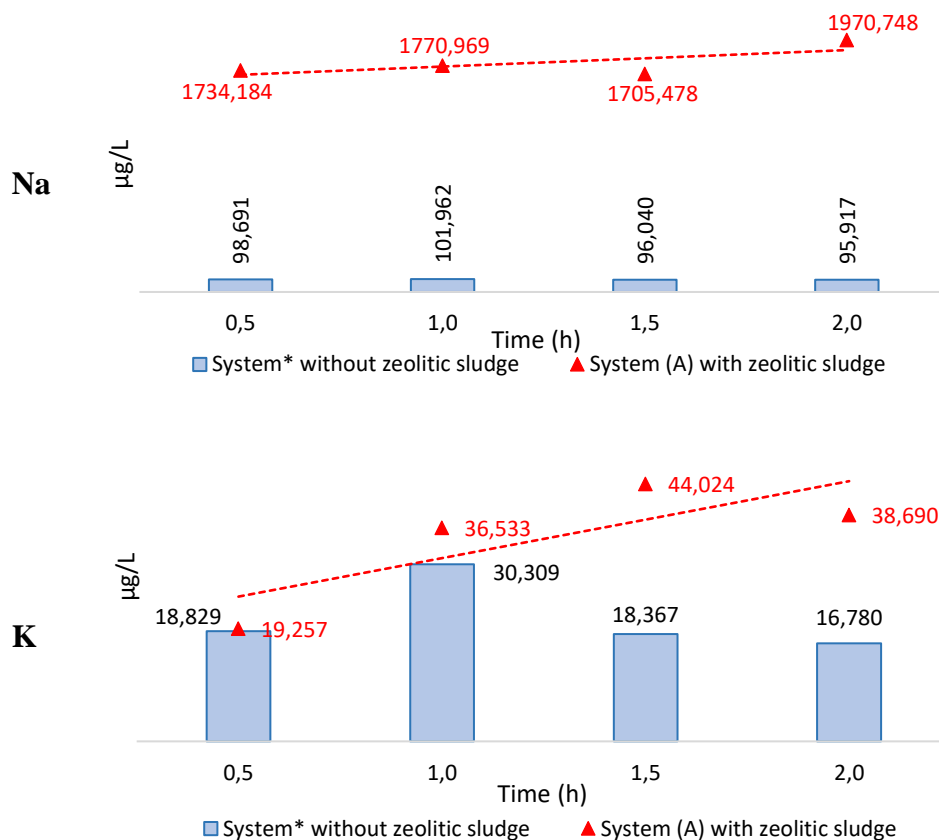 1970,748
1770,969
1734,184
1705,478
µg/L
Na
98,691
101,962
96,040
95,917
0,5 1,0 1,5 2,0
Time (h)
System* without zeolitic sludge System (A) with zeolitic sludge
44,024
36,533
38,690
µg/L
30,309
18,829
19,257
18,367
16,780
K
0,5 1,0 1,5 2,0
Time (h)
System* without zeolitic sludge System (A) with zeolitic sludge